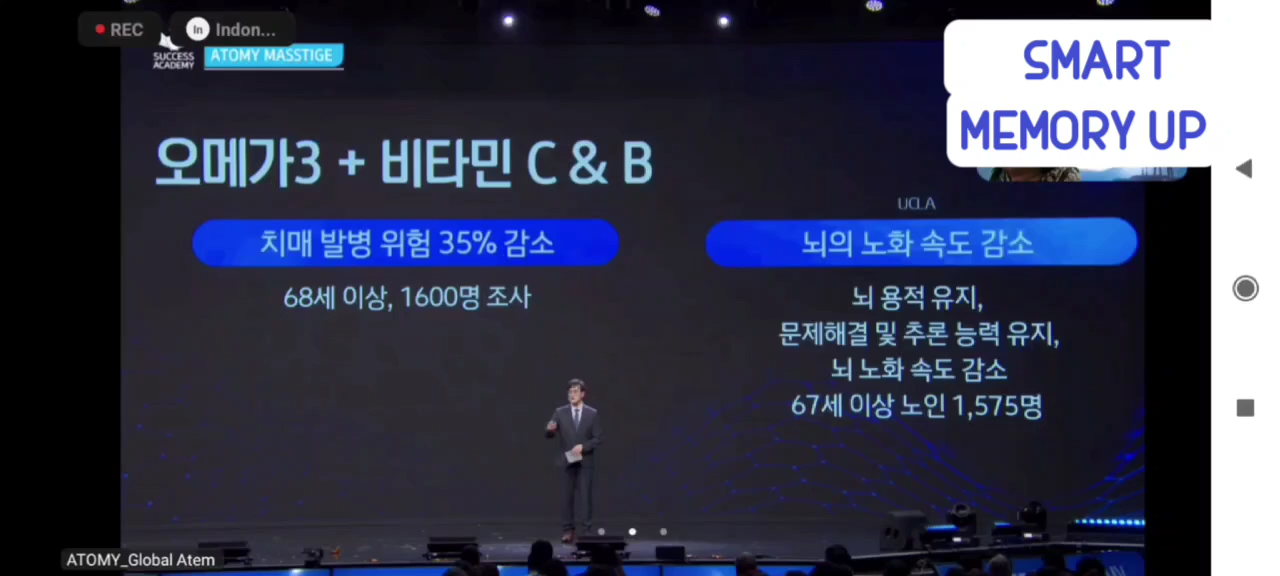 REC
In Indon...
SUCCESS
ACADEMY
ATOMY MASSTIGE
SMART
MEMORY UP
오메가3 + 비타민 C & B
치매 발병 위험 35% 감소
68세 이상, 1600명 조사
UCLA
뇌의 노화 속도 감소
뇌 용적 유지,
문제해결 및 추론 능력 유지,
뇌 노화 속도 감소
67세 이상 노인 1,575명
ATOMY_Global Atem